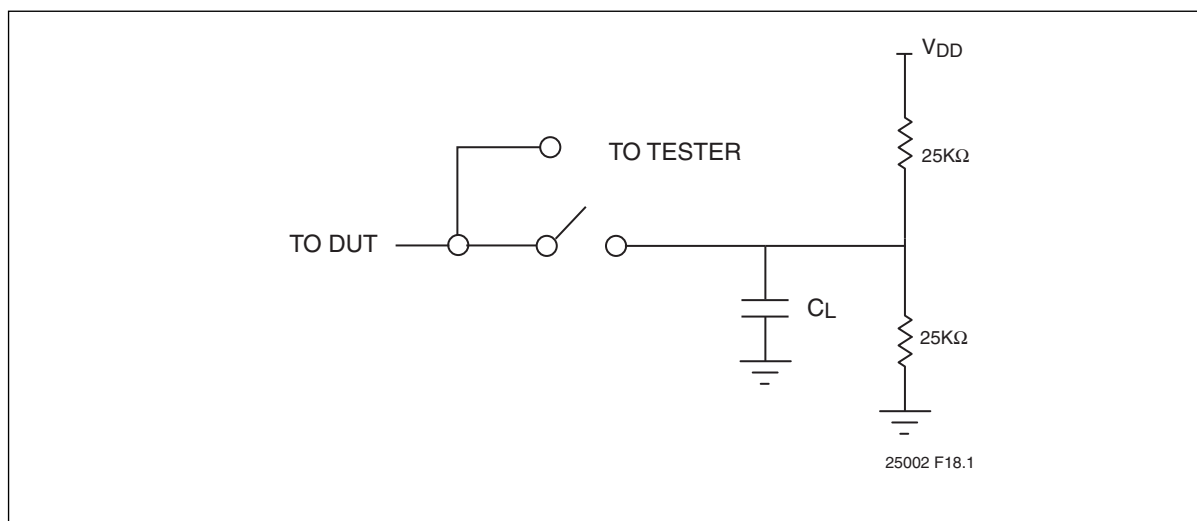 VDD
25KΩ
TO TESTER
TO DUT
CL
25KΩ
25002 F18.1